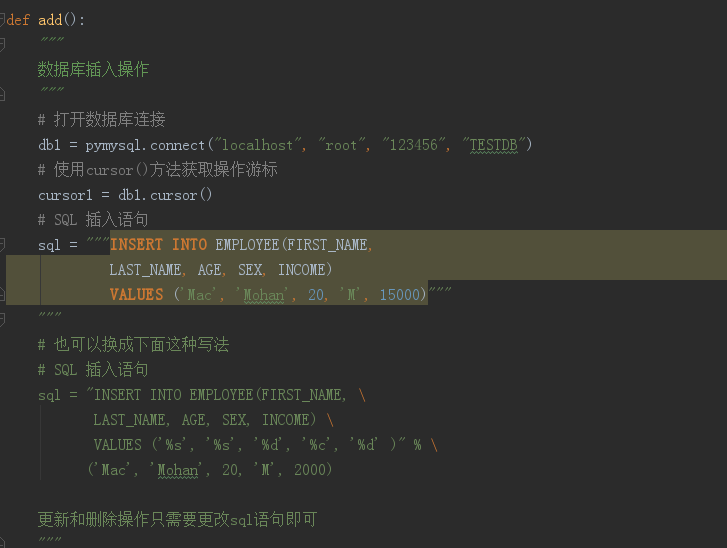 def add():
"""
数据库插入操作
"""
# 打开数据库连接
db1 = pymysql.connect("localhost", "root", "123456", "TESTDB")
# 使用cursor()方法获取操作游标
cursor1 = db1.cursor()
# SQL 插入语句
sql = """INSERT INTO EMPLOYEE(FIRST_NAME,
LAST_NAME, AGE, SEX, INCOME)
VALUES ('Mac', 'Mohan', 20, 'M', 15000)"""
"""
# 也可以换成下面这种写法
# SQL 插入语句
sql = "INSERT INTO EMPLOYEE(FIRST_NAME, \
LAST_NAME, AGE, SEX, INCOME) \
VALUES ('%s', '%s', '%d', '%c', '%d' )" % \
('Mac', 'Mohan', 20, 'M', 2000)
更新和删除操作只需要更改sql语句即可
"""